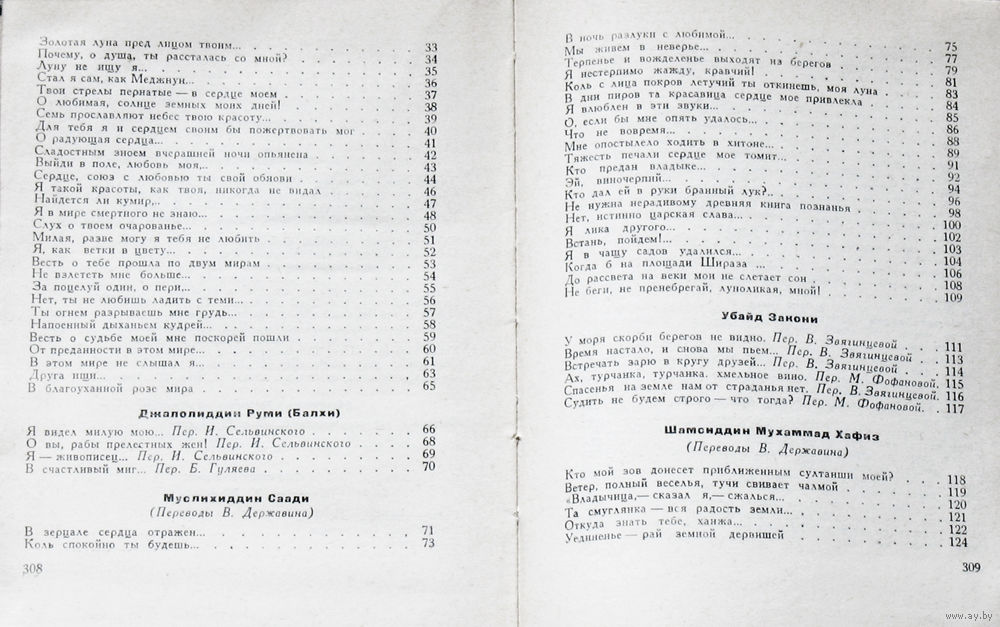 Золотая луна пред лицом твоим... 33
Почему, о душа, ты рассталась со мной? 34
Луну не ищу я... 35
Стал я сам, как Меджнун... 36
Твои стрелы пернатые — в сердце моем 37
О любимая, солнце земных моих дней! 38
Семь прославляют небес твою красоту... 39
Для тебя я и сердцем своим бы пожертвовать мог 40
О радующая сердца... 41
Сладостным зноем вчерашней ночи опьянена 42
Выйди в поле, любовь моя,.. 43
Сердце, союз с любовью ты свой обнови 44
Я такой красоты, как твоя, никогда не видал 46
Найдется ли кумир,.. 47
Я в мире смертного не знаю... 48
Слух о твоем очарованье... 50
Милая, разве могу я тебя не любить 51
Я, как ветки в цвету... 52
Весть о тебе прошла по двум мирам 53
Не взлететь мне больше... 54
За поцелуй один, о пери,.. 55
Нет, ты не любишь ладить с теми... 56
Ты огнем разрываешь мне грудь... 57
Напоенный дыханьем кудрей... 58
Весть о судьбе моей мне поскорей пошли 59
От преданности в этом мире... 60
В этом мире не слышал я... 61
Друга ищи... 63
В благоуханной розе мира 65
Джалолиддин Руми (Балхи)
Я видел милую мою... Пер. И. Сельвинского 66
О вы, рабы прелестных жен! Пер. И. Сельвинского 68
Я — живописец... Пер. И. Сельвинского 69
В счастливый миг... Пер. Б. Гуляева 70
Муслихиддин Саади
(Переводы В. Державина)
В зерцале сердца отражен... 71
Коль спокойно ты будешь... 73
308
В ночь разлуки с любимой... 75
Мы живем в неверье... 77
Терпенье и вожделенье выходят из берегов 79
Я нестерпимо жажду, кравчий! 81
Коль с лица покров летучий ты откинешь, моя луна 83
В дни пиров та красавица сердце мое привлекла 84
Я влюблен в эти звуки... 85
О, если бы мне опять удалось... 86
Что не вовремя... 88
Мне опостылело ходить в хитоне... 89
Тяжесть печали сердце мое томит... 91
Кто предан владыке... 92
Эй, виночерпий... 94
Кто дал ей в руки бранный лук?.. 96
Не нужна нерадивому древняя книга познанья 98
Нет, истинно царская слава... 100
Я лика другого... 102
Встань, пойдем!... 103
Я в чащу садов удалился... 104
Когда б на площади Шираза ... 106
До рассвета на веки мои не слетает сон 108
Не беги, не пренебрегай, луноликая, мной! 109
Убайд Закони
У моря скорби берегов не видно. Пер. В. Звягинцевой 111
Время настало, и снова мы пьем... Пер. В. Звягинцевой 113
Встречать зарю в кругу друзей... Пер. В. Звягинцевой 114
Ах, турчанка, турчанка, хмельное вино. Пер. М. Фофановой. 115
Спасенья на земле нам от страданья нет. Пер. В. Звягинцевой. 116
Судить не будем строго — что тогда? Пер. М. Фофановой. 117
Шамсиддин Мухаммад Хафиз
(Переводы В. Державина)
Кто мой зов донесет приближенным султанши моей? 118
Ветер, полный веселья, тучи свивает чалмой 119
«Владычица,— сказал я,— сжалься... 120
Та смуглянка — вся радость земли... 121
Откуда знать тебе, ханжа... 122
Уединенье — рай земной дервишей 124
309
www.ay.by